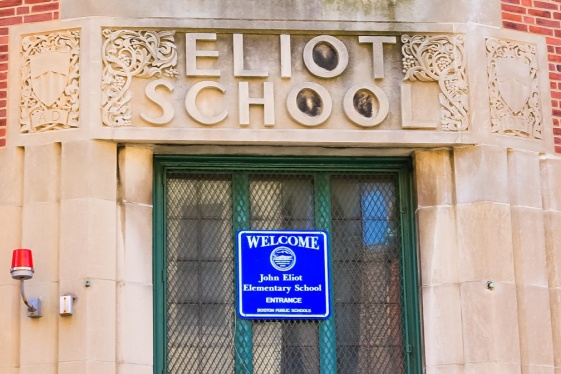 ELIOT
SCHOOL
WELCOME
John Eliot
Elementary School
ENTRANCE
BOSTON PUBLIC SCHOOLS